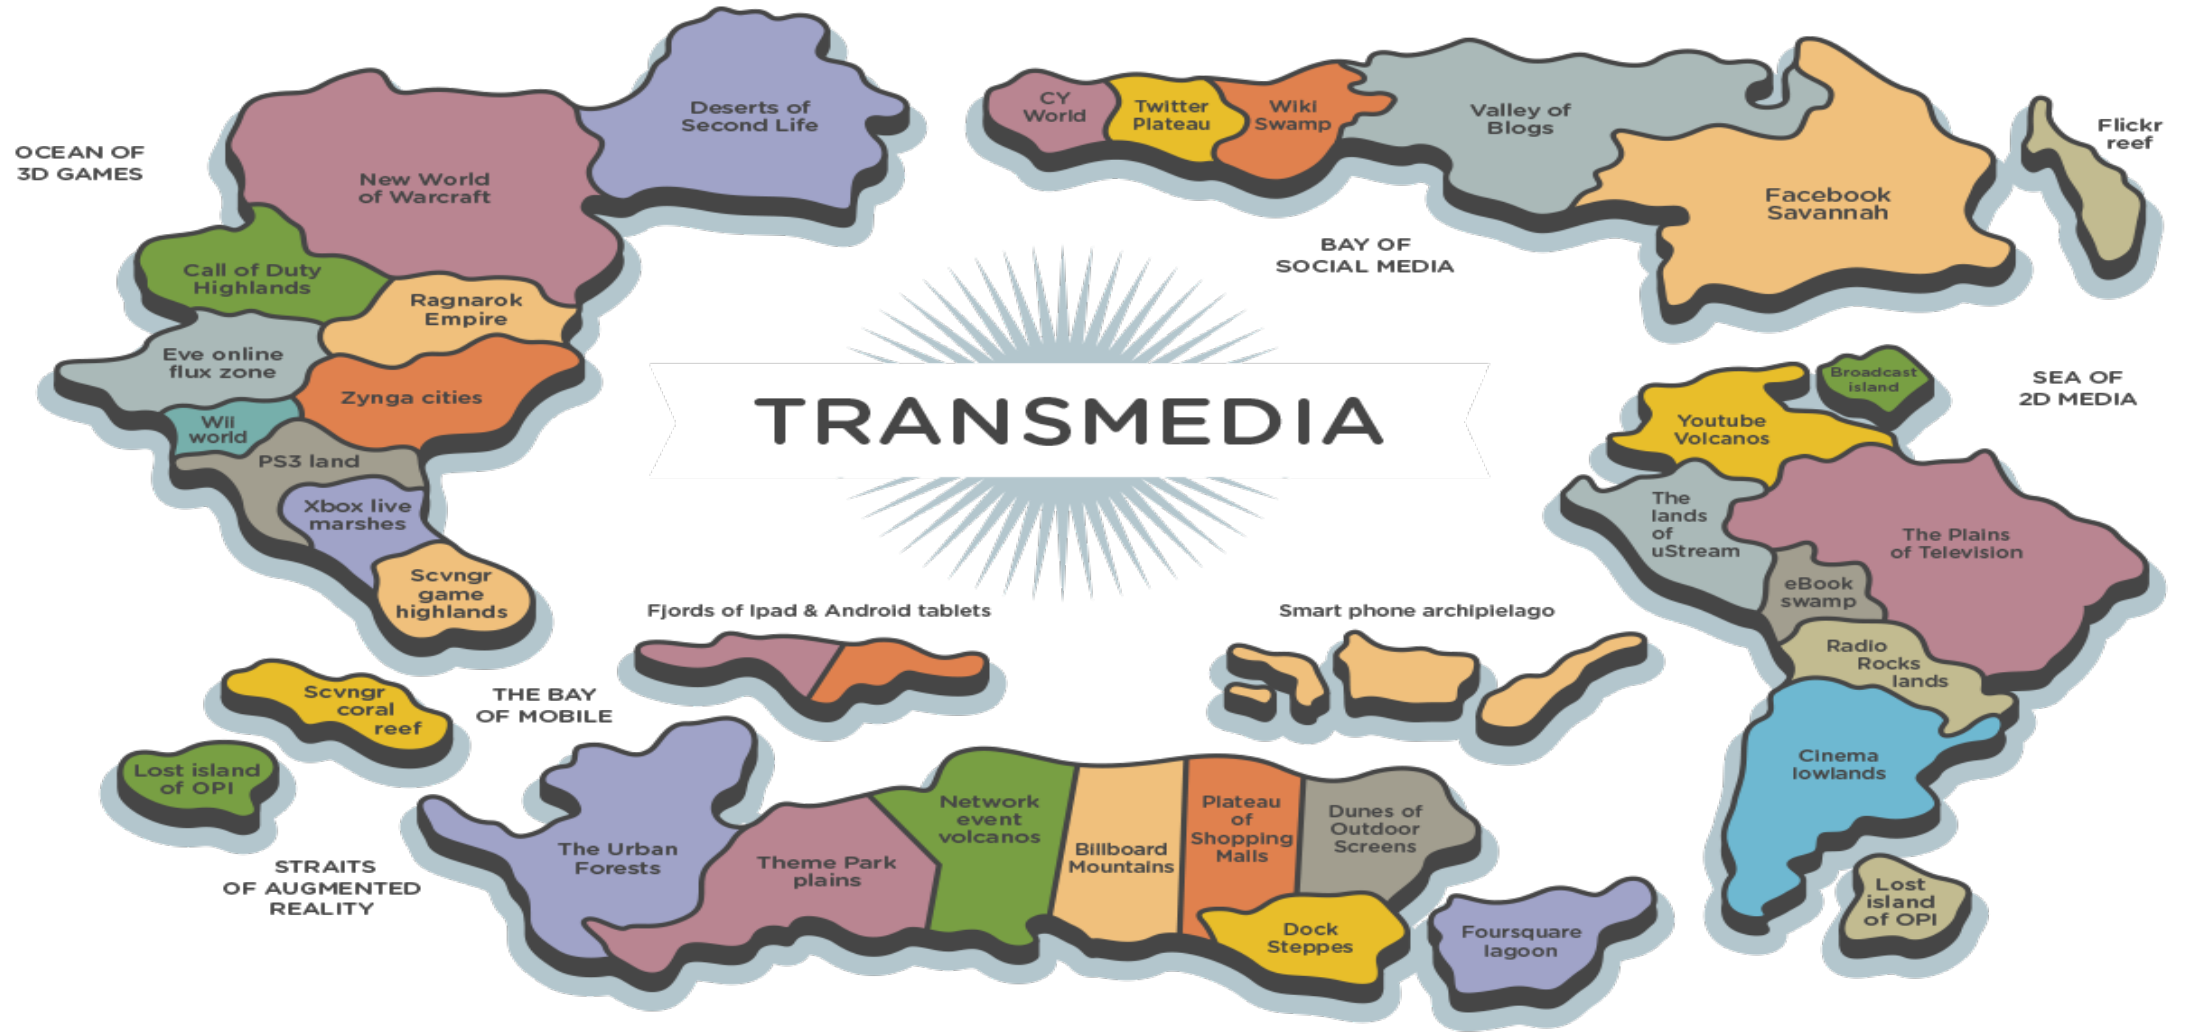 OCEAN OF
3D GAMES
New World
of Warcraft
Deserts of
Second Life
Call of Duty
Highlands
Ragnarok
Empire
Eve online
flux zone
Zynga cities
WII
world
PS3 land
Xbox live
marshes
Scvngr
game
highlands
CY
World
Twitter
Plateau
Wiki
Swamp
Valley of
Blogs
Facebook
Savannah
Flickr
reef
BAY OF
SOCIAL MEDIA
TRANSMEDIA
Broadcast
island
SEA OF
2D MEDIA
Youtube
Volcanos
The
lands
of
uStream
The Plains
of Television
eBook
swamp
Radio
Rocks
lands
Cinema
lowlands
Lost
island
of OPI
Fjords of Ipad & Android tablets
Smart phone archipielago
Scvngr
coral
reef
THE BAY
OF MOBILE
Lost island
of OPI
STRAITS
OF AUGMENTED
REALITY
The Urban
Forests
Theme Park
plains
Network
event
volcanos
Billboard
Mountains
Plateau
of
Shopping
Malls
Dunes of
Outdoor
Screens
Dock
Steppes
Foursquare
lagoon